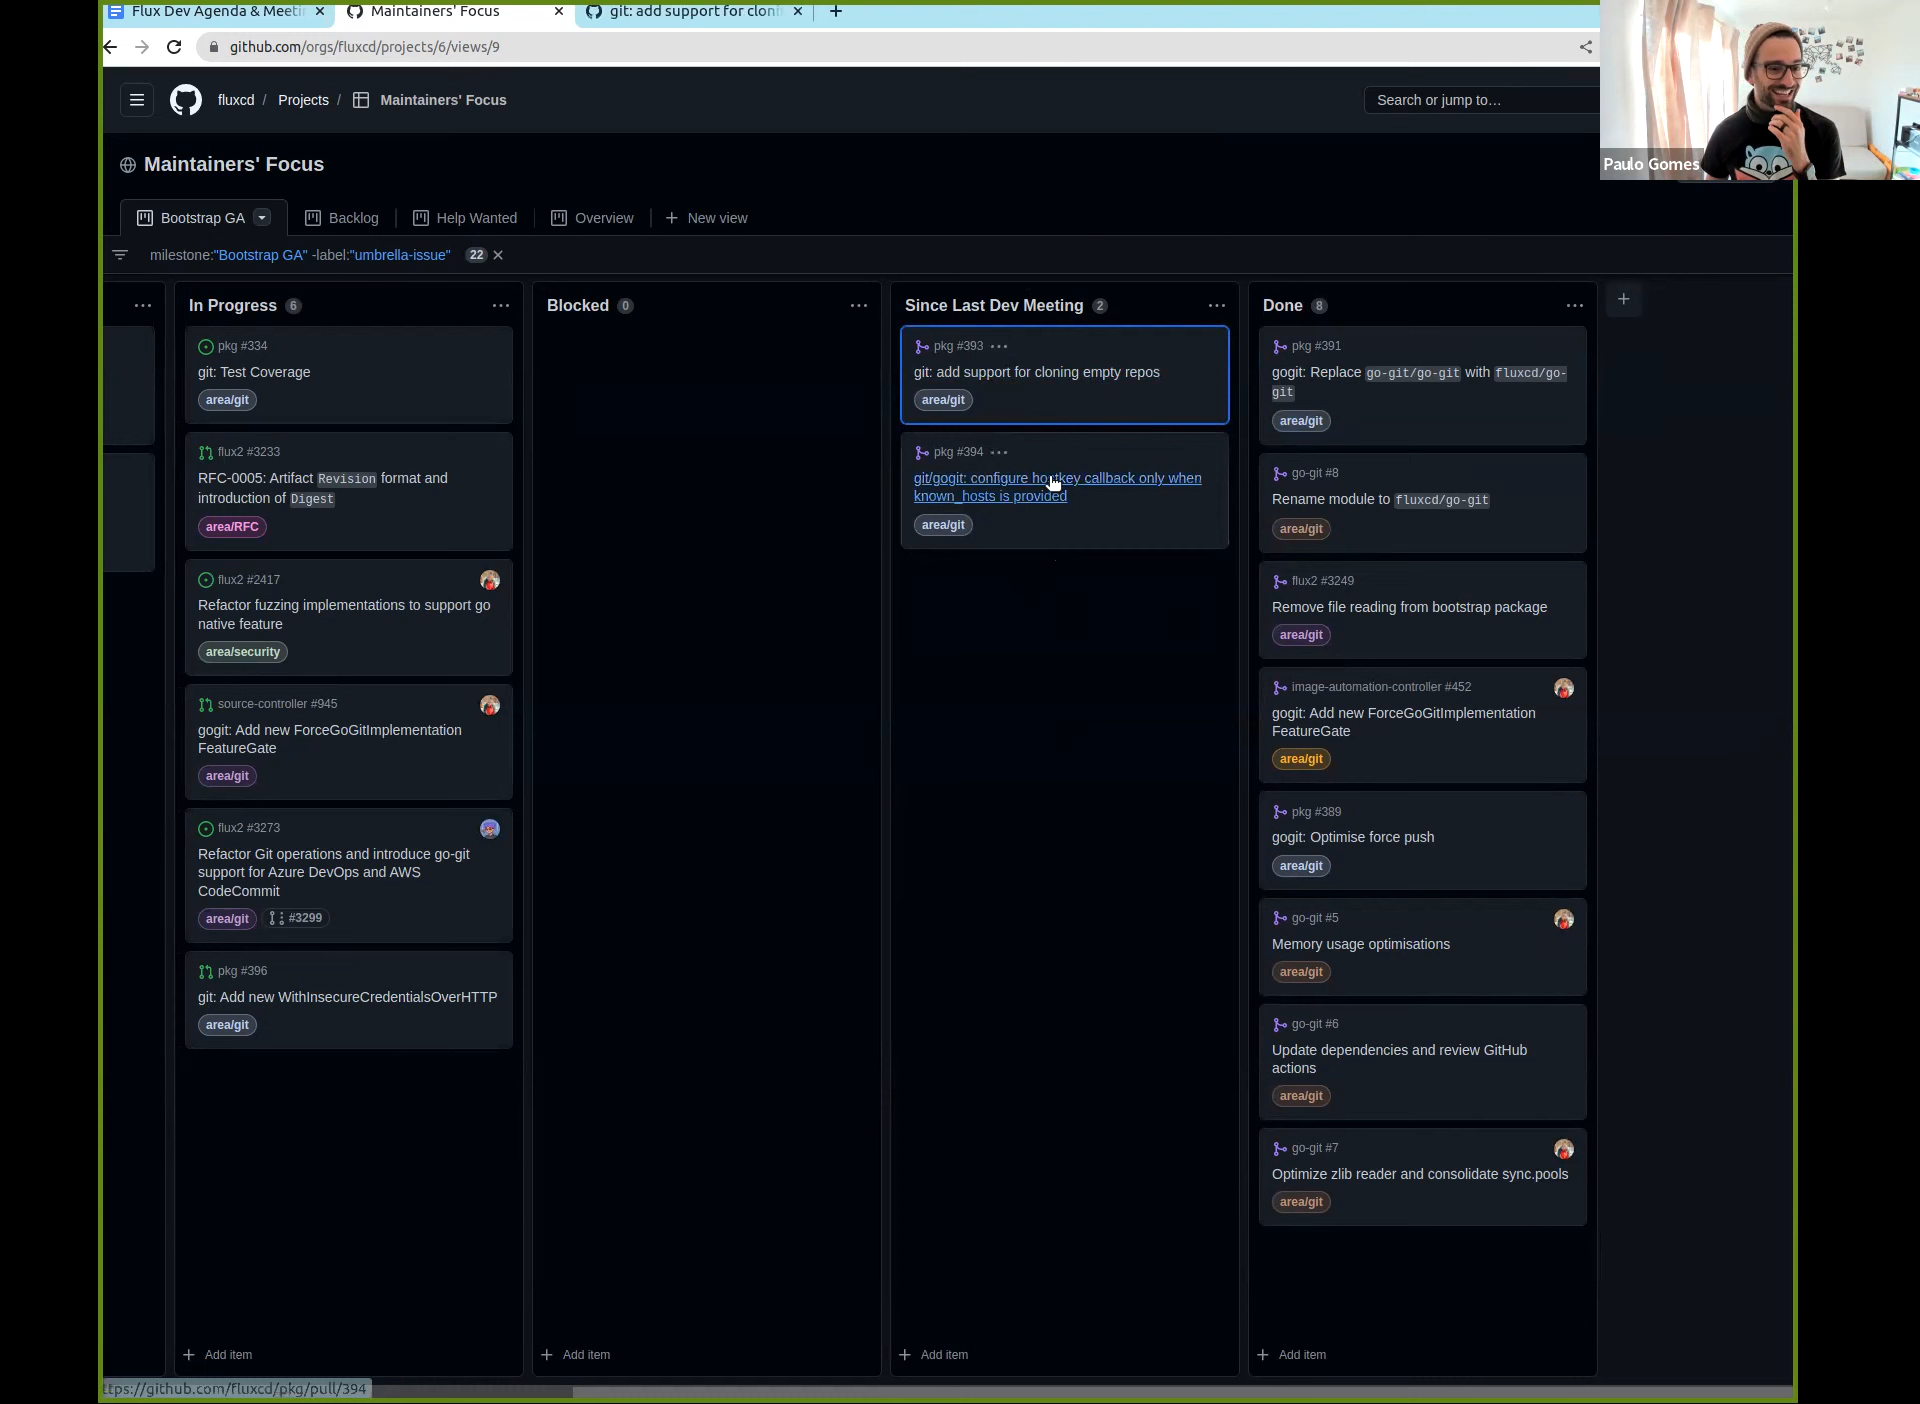 Flux Dev Agenda & Meeti
Maintainers' Focus
git: add support for clon
github.com/orgs/fluxcd/projects/6/views/9
fluxcd / Projects / Maintainers' Focus
Search or jump to…
Paulo Gomes
Maintainers' Focus
Bootstrap GA
Backlog
Help Wanted
Overview
New view
milestone:"Bootstrap GA" -label:"umbrella-issue" 22
In Progress 6
pkg #334
git: Test Coverage
area/git
flux2 #3233
RFC-0005: Artifact Revision format and
introduction of Digest
area/RFC
flux2 #2417
Refactor fuzzing implementations to support go
native feature
area/security
source-controller #945
gogit: Add new ForceGoGitImplementation
FeatureGate
area/git
flux2 #3273
Refactor Git operations and introduce go-git
support for Azure DevOps and AWS
CodeCommit
area/git #3299
pkg #396
git: Add new WithInsecureCredentialsOverHTTP
area/git
Add item
Blocked 0
Add item
Since Last Dev Meeting 2
pkg #393
git: add support for cloning empty repos
area/git
pkg #394
git/gogit: configure hostkey callback only when
known_hosts is provided
area/git
Add item
Done 8
pkg #391
gogit: Replace go-git/go-git with fluxcd/go-
git
area/git
go-git #8
Rename module to fluxcd/go-git
area/git
flux2 #3249
Remove file reading from bootstrap package
area/git
image-automation-controller #452
gogit: Add new ForceGoGitImplementation
FeatureGate
area/git
pkg #389
gogit: Optimise force push
area/git
go-git #5
Memory usage optimisations
area/git
go-git #6
Update dependencies and review GitHub
actions
area/git
go-git #7
Optimize zlib reader and consolidate sync.pools
area/git
Add item
ttps://github.com/fluxcd/pkg/pull/394